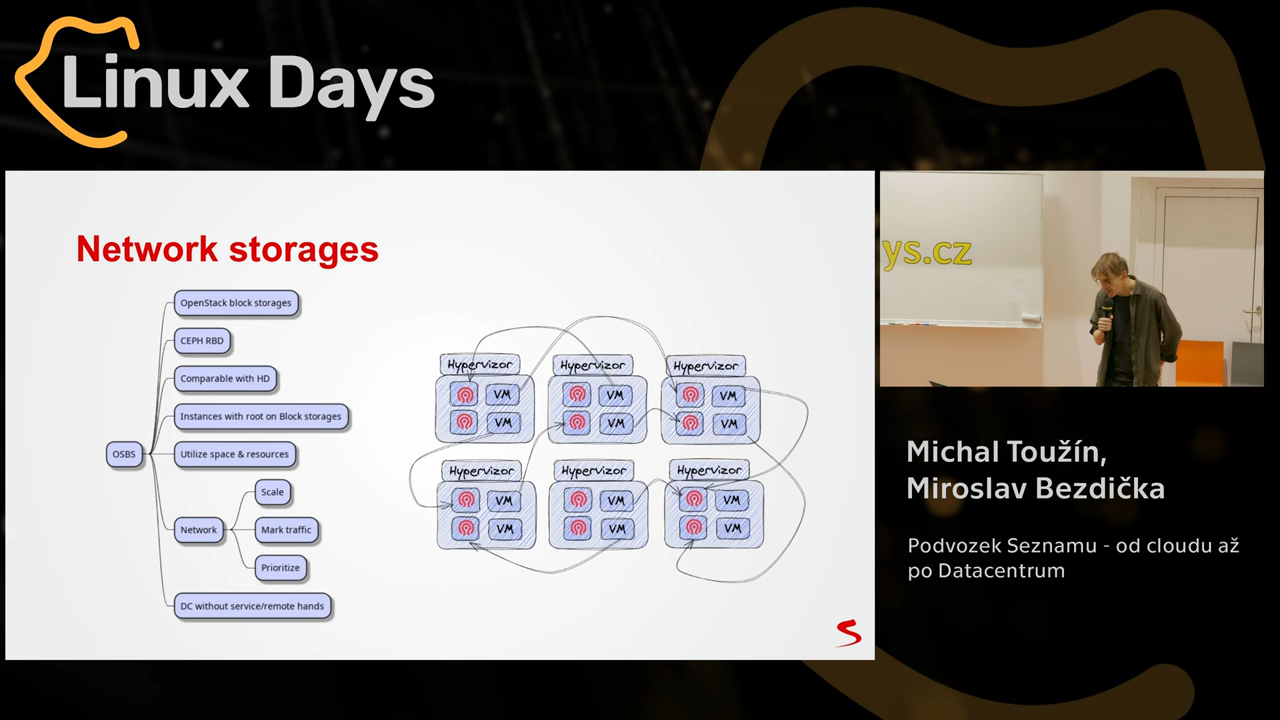 Linux Days
Network storages
OpenStack block storages
CEPH RBD
Comparable with HD
Instances with root on Block storages
OSBS
Utilize space & resources
Scale
Network
Mark traffic
Prioritize
DC without service/remote hands
Hypervizor
Hypervizor
Hypervizor
VM
VM
VM
VM
VM
VM
Hypervizor
Hypervizor
Hypervizor
VM
VM
VM
VM
VM
VM
ys.cz
Michal Toužín,
Miroslav Bezdička
Podvozek Seznamu - od cloudu až
po Datacentrum